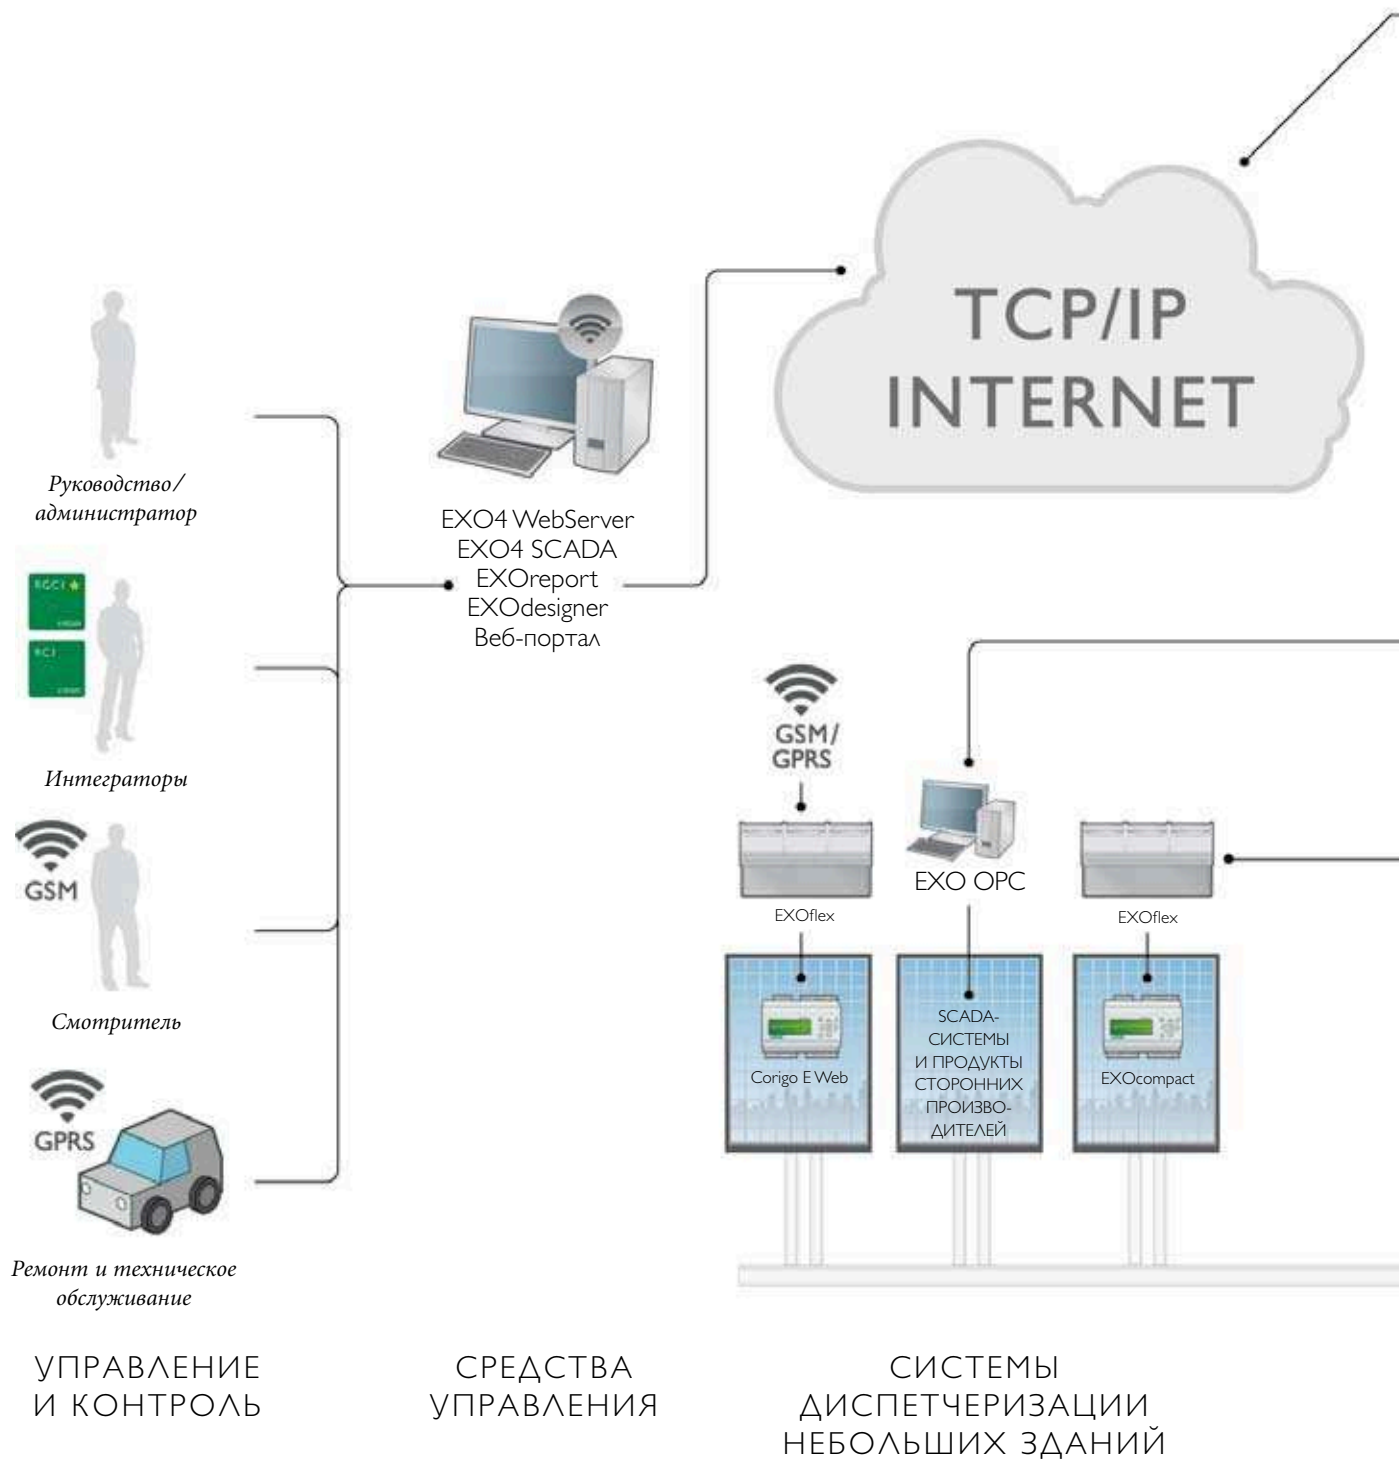 TCP/IP
INTERNET
Руководство/
администратор
EXO4 WebServer
EXO4 SCADA
EXOreport
EXOdesigner
Веб-портал
Интеграторы
GSM
Смотритель
GPRS
Ремонт и техническое
обслуживание
GSM/
GPRS
EXOflex
EXO OPC
EXOflex
Corigo E Web
SCADA-
СИСТЕМЫ
И ПРОДУКТЫ
СТОРОННИХ
ПРОИЗВО-
ДИТЕЛЕЙ
EXOcompact
УПРАВЛЕНИЕ
И КОНТРОЛЬ
СРЕДСТВА
УПРАВЛЕНИЯ
СИСТЕМЫ
ДИСПЕТЧЕРИЗАЦИИ
НЕБОЛЬШИХ ЗДАНИЙ